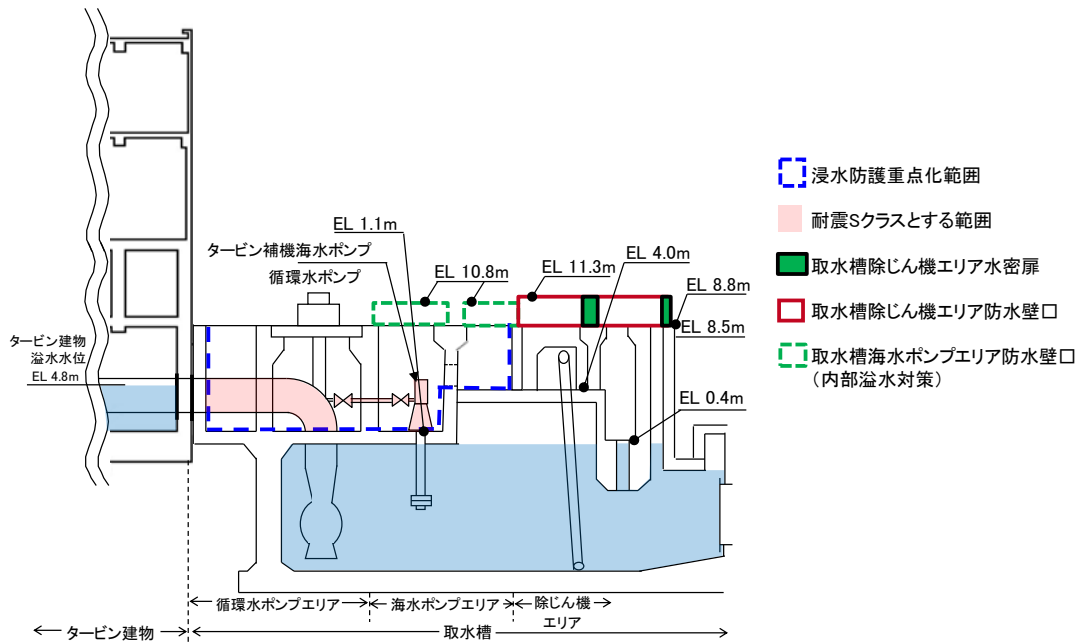 EL 1.1m
タービン補機海水ポンプ
循環水ポンプ
EL 10.8m
EL 11.3m
EL 4.0m
EL 8.8m
EL 8.5m
タービン建物
溢水水位
EL 4.8m
EL 0.4m
浸水防護重点化範囲
耐震Sクラスとする範囲
取水槽除じん機エリア水密扉
取水槽除じん機エリア防水壁口
取水槽海水ポンプエリア防水壁口
（内部溢水対策）
循環水ポンプエリア
海水ポンプエリア
除じん機
エリア
タービン建物
取水槽